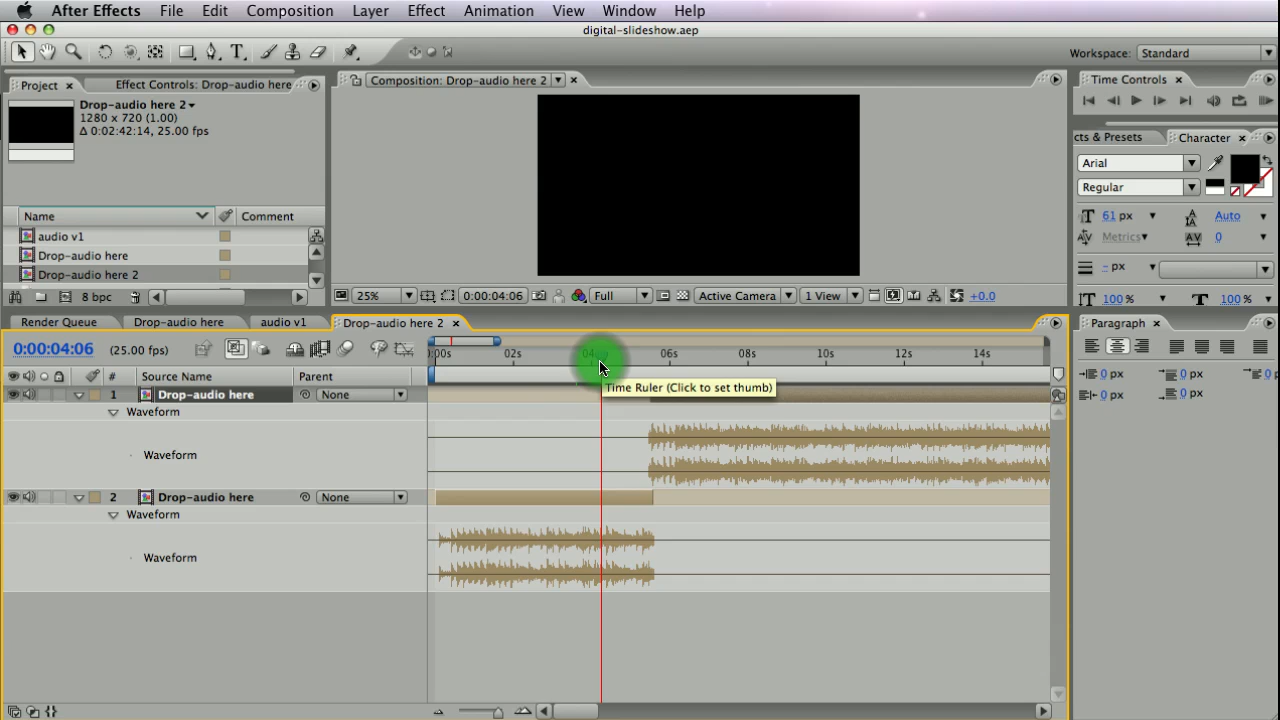 After Effects File Edit Composition Layer Effect Animation View Window Help
digital-slideshow.aep
T Workspace: Standard
Project Effect Controls: Drop-audio here
Composition: Drop-audio here 2
Time Controls
Drop-audio here 2
1280 x 720 (1.00)
Δ 0:02:42:14, 25.00 fps
cts & Presets Character
Arial
Regular
61 px Auto
Metrics AV 0
- px
100 % 100 %
Name Comment
audio v1
Drop-audio here
Drop-audio here 2
8 bpc
25% 0:00:04:06 Full Active Camera 1 View +0.0
Render Queue Drop-audio here audio v1 Drop-audio here 2
Paragraph
0:00:04:06 (25.00 fps)
:00s 02s 04s 06s 08s 10s 12s 14s
0 px 0 px 0 p
0 px 0 px
# Source Name Parent
Time Ruler (Click to set thumb)
1 Drop-audio here None
Waveform
Waveform
2 Drop-audio here None
Waveform
Waveform